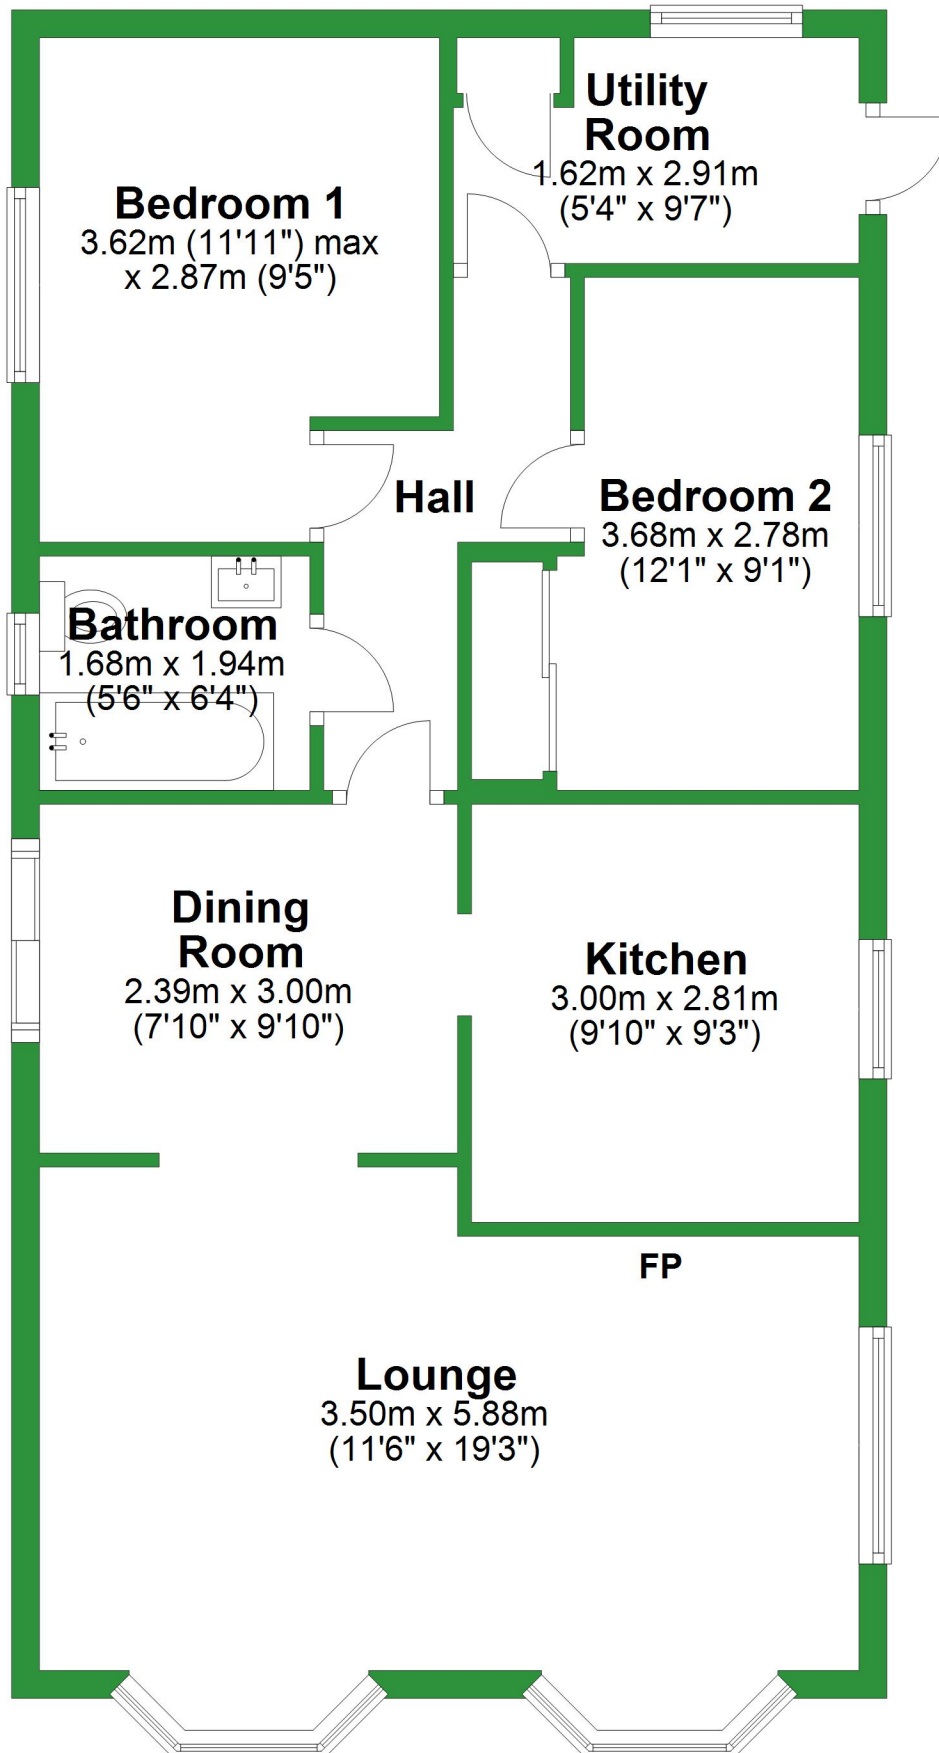 Utility
Room
1.62m x 2.91m
(5'4" x 9'7")
Bedroom 1
3.62m (11'11") max
x 2.87m (9'5")
Hall
Bedroom 2
3.68m x 2.78m
(12'1" x 9'1")
Bathroom
1.68m x 1.94m
(5'6" x 6'4")
Dining
Room
2.39m x 3.00m
(7'10" x 9'10")
Kitchen
3.00m x 2.81m
(9'10" x 9'3")
FP
Lounge
3.50m x 5.88m
(11'6" x 19'3")